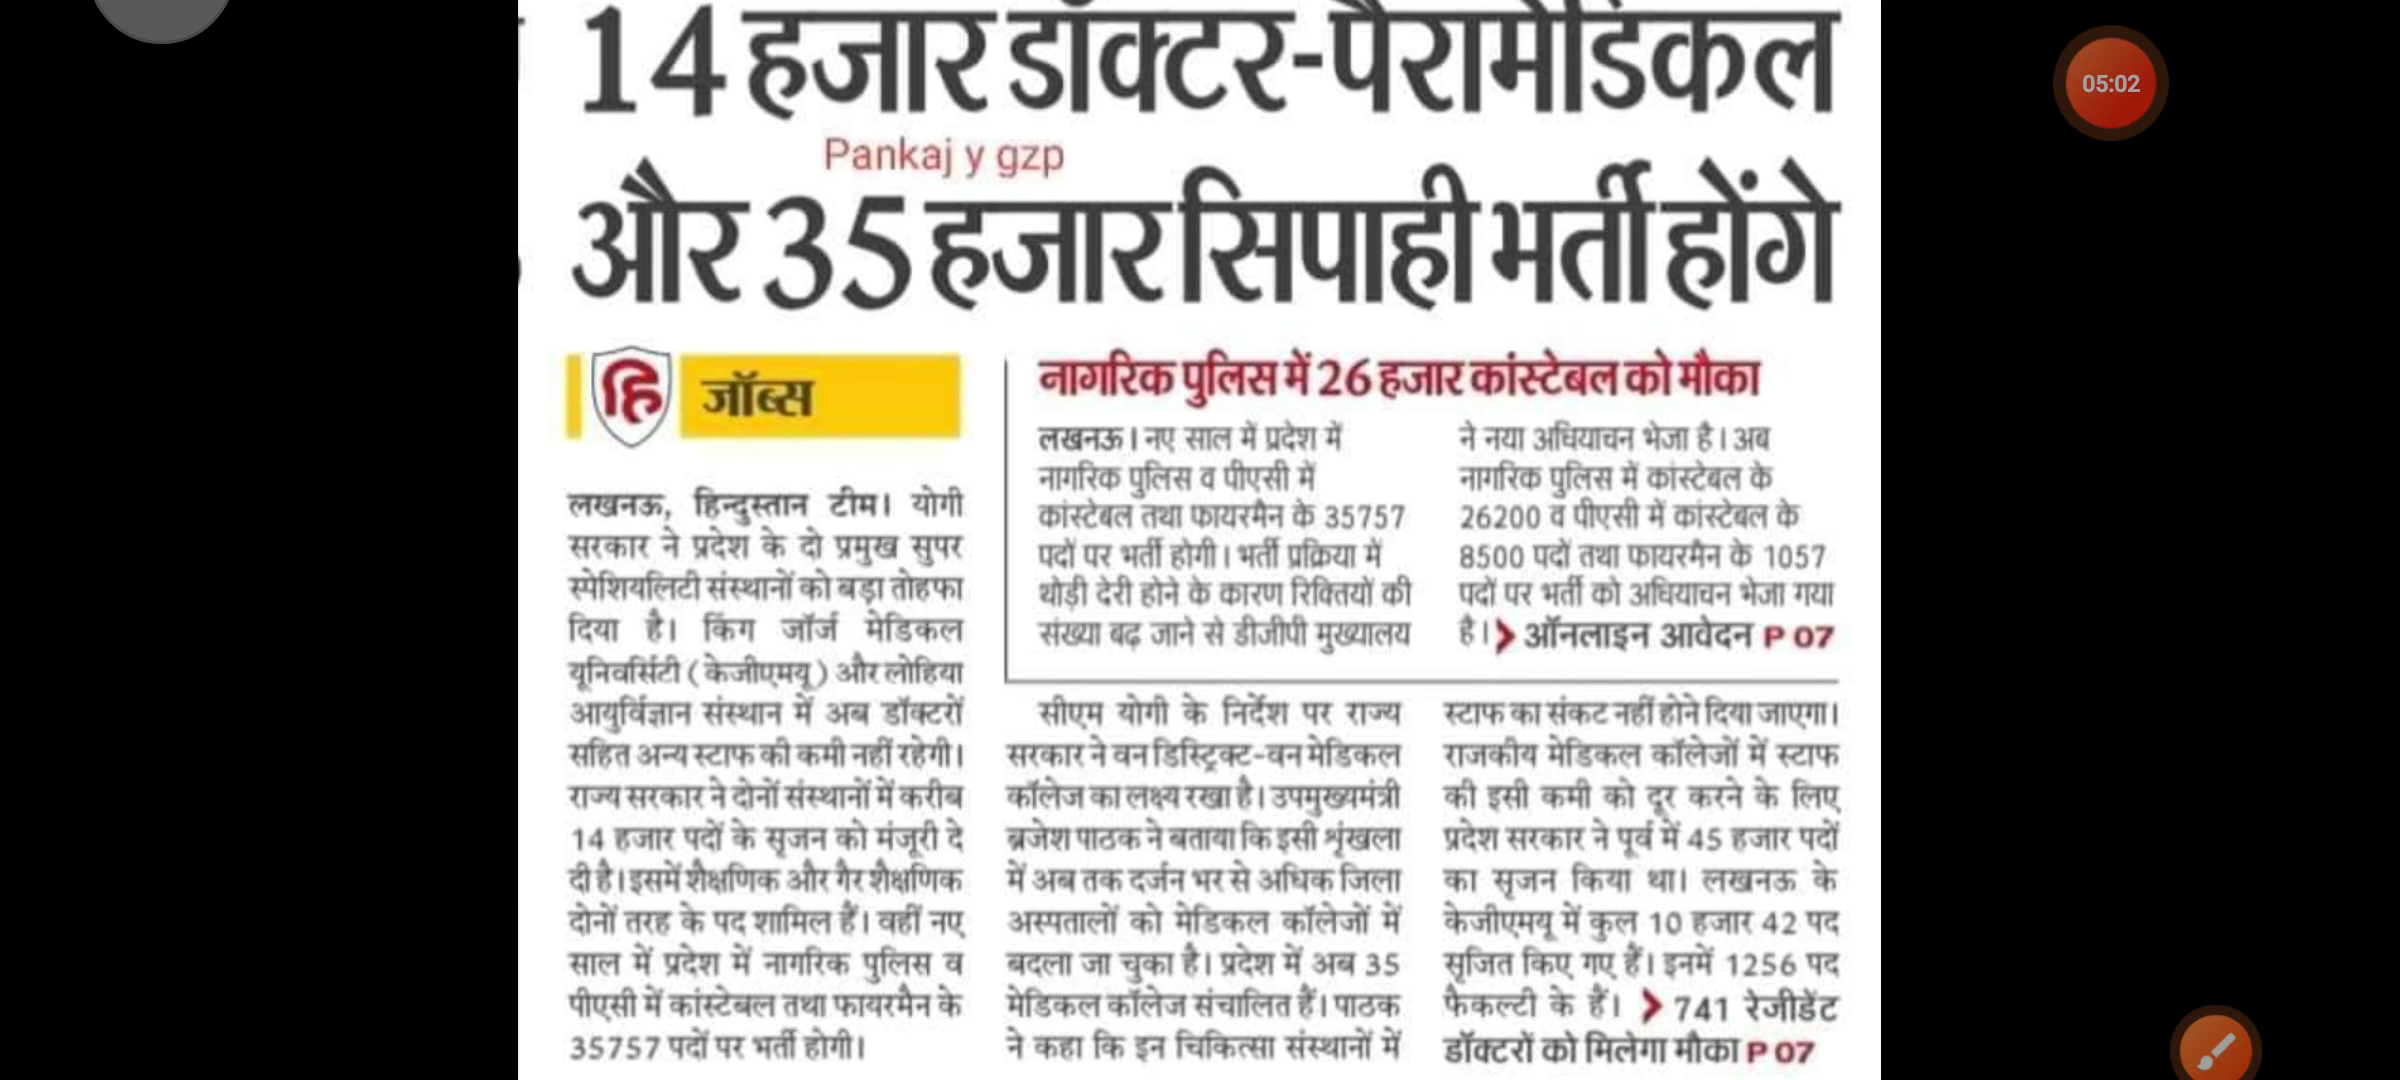 14 हजार डॉक्टर-पैरामेडिकल
Pankaj y gzp
और 35 हजार सिपाही भर्ती होंगे
हि जॉब्स
लखनऊ, हिन्दुस्तान टीम। योगी
सरकार ने प्रदेश के दो प्रमुख सुपर
स्पेशियलिटी संस्थानों को बड़ा तोहफा
दिया है। किंग जॉर्ज मेडिकल
यूनिवर्सिटी (केजीएमयू) और लोहिया
आयुर्विज्ञान संस्थान में अब डॉक्टरों
सहित अन्य स्टाफ की कमी नहीं रहेगी।
राज्य सरकार ने दोनों संस्थानों में करीब
14 हजार पदों के सृजन को मंजूरी दे
दी है। इसमें शैक्षणिक और गैर शैक्षणिक
दोनों तरह के पद शामिल हैं। वहीं नए
साल में प्रदेश में नागरिक पुलिस व
पीएसी में कांस्टेबल तथा फायरमैन के
35757 पदों पर भर्ती होगी।
नागरिक पुलिस में 26 हजार कांस्टेबल को मौका
लखनऊ। नए साल में प्रदेश में
नागरिक पुलिस व पीएसी में
कांस्टेबल तथा फायरमैन के 35757
पदों पर भर्ती होगी। भर्ती प्रक्रिया में
थोड़ी देरी होने के कारण रिक्तियों की
संख्या बढ़ जाने से डीजीपी मुख्यालय
ने नया अधियाचन भेजा है। अब
नागरिक पुलिस में कांस्टेबल के
26200 व पीएसी में कांस्टेबल के
8500 पदों तथा फायरमैन के 1057
पदों पर भर्ती को अधियाचन भेजा गया
है। ऑनलाइन आवेदन P 07
सीएम योगी के निर्देश पर राज्य
सरकार ने वन डिस्ट्रिक्ट-वन मेडिकल
कॉलेज का लक्ष्य रखा है। उपमुख्यमंत्री
ब्रजेश पाठक ने बताया कि इसी शृंखला
में अब तक दर्जन भर से अधिक जिला
अस्पतालों को मेडिकल कॉलेजों में
बदला जा चुका है। प्रदेश में अब 35
मेडिकल कॉलेज संचालित हैं। पाठक
ने कहा कि इन चिकित्सा संस्थानों में
स्टाफ का संकट नहीं होने दिया जाएगा।
राजकीय मेडिकल कॉलेजों में स्टाफ
की इसी कमी को दूर करने के लिए
प्रदेश सरकार ने पूर्व में 45 हजार पदों
का सृजन किया था। लखनऊ के
केजीएमयू में कुल 10 हजार 42 पद
सृजित किए गए हैं। इनमें 1256 पद
फैकल्टी के हैं। 741 रेजीडेंट
डॉक्टरों को मिलेगा मौका P 07
05:02